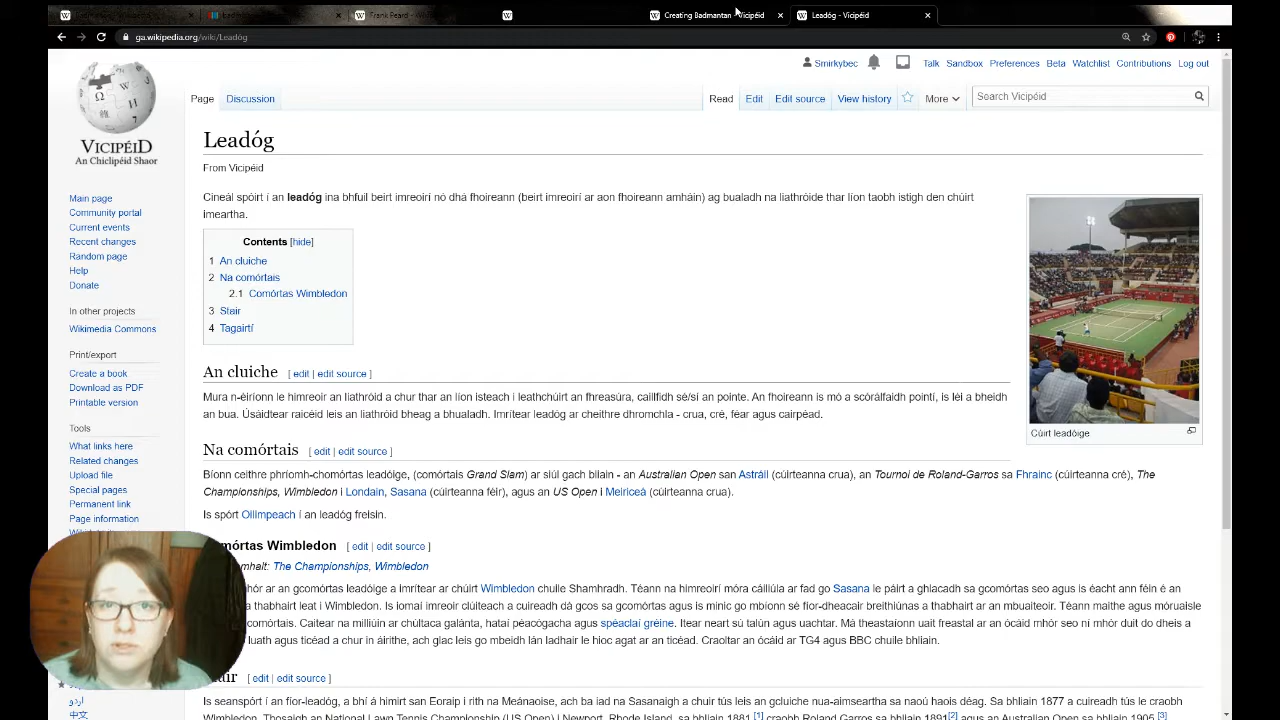 Frank Beard - W
Creating Badmantan - Vicipéid
Leadóg - Vicipéid
ga.wikipedia.org/wiki/Leadóg
Smirkybec
Talk Sandbox Preferences Beta Watchlist Contributions Log out
Page Discussion Read Edit Edit source View history More Search Vicipéid
VICIPÉID
An Chiclipéid Shaor
Main page
Community portal
Current events
Recent changes
Random page
Help
Donate
In other projects
Wikimedia Commons
Print/export
Create a book
Download as PDF
Printable version
Tools
What links here
Related changes
Upload file
Special pages
Permanent link
Page information
اردو
中文
Leadóg
From Vicipéid
Cineál spóirt í an leadóg ina bhfuil beirt imreoirí nó dhá fhoireann (beirt imreoirí ar aon fhoireann amháin) ag bualadh na liathróide thar líon taobh istigh den chúirt
imeartha.
Contents [hide]
1 An cluiche
2 Na comórtais
2.1 Comórtas Wimbledon
3 Stair
4 Tagairtí
Cúirt leadóige
An cluiche [ edit | edit source ]
Mura n-éiríonn le himreoir an liathróid a chur thar an líon isteach i leathchúirt an fhreasúra, caillfidh sé/sí an pointe. An fhoireann is mó a scórálfaidh pointí, is léi a bheidh
an bua. Úsáidtear raicéid leis an liathróid bheag a bhualadh. Imrítear leadóg ar cheithre dhromchla - crua, cré, féar agus cairpéad.
Na comórtais [ edit | edit source ]
Bíonn ceithre phríomh-chomórtas leadóige, (comórtais Grand Slam) ar siúl gach bliain - an Australian Open san Astráil (cúirteanna crua), an Tournoi de Roland-Garros sa Fhrainc (cúirteanna cré), The
Championships, Wimbledon i Londain, Sasana (cúirteanna féir), agus an US Open i Meiriceá (cúirteanna crua).
Is spórt Oilimpeach í an leadóg freisin.
mórtas Wimbledon [ edit | edit source ]
mhalt: The Championships, Wimbledon
mhór ar an gcomórtas leadóige a imrítear ar chúirt Wimbledon chuile Shamhradh. Téann na himreoirí móra cáiliúla ar fad go Sasana le páirt a ghlacadh sa gcomórtas seo agus is éacht ann féin é an
a thabhairt leat i Wimbledon. Is iomaí imreoir clúiteach a cuireadh dá gcos sa gcomórtas agus is minic go mbíonn sé fíor-dheacair breithiúnas a thabhairt ar an mbuaiteoir. Téann maithe agus móruaisle
comórtais. Caitear na milliúin ar chúltaca galánta, hataí péacógacha agus spéaclaí gréine. Itear neart sú talún agus uachtar. Má theastaíonn uait freastal ar an ócáid mhór seo ní mhór duit do dheis a
luath agus ticéad a chur in áirithe, ach glac leis go mbeidh lán ladhair le híoc agat ar an ticéad. Craoltar an ócáid ar TG4 agus BBC chuile bhliain.
air [ edit | edit source ]
Is seanspórt í an fíor-leadóg, a bhí á himirt san Eoraip i rith na Meánaoise, ach ba iad na Sasanaigh a chuir tús leis an gcluiche nua-aimseartha sa naoú haois déag. Sa bhliain 1877 a cuireadh tús le craobh
Wimbledon. Thosaigh an National Lawn Tennis Championship (US Open) i Newport, Rhode Island, sa bhliain 1881,[1] craobh Roland Garros sa bhliain 1891[2] agus an Australian Open sa bhliain 1905.[3]